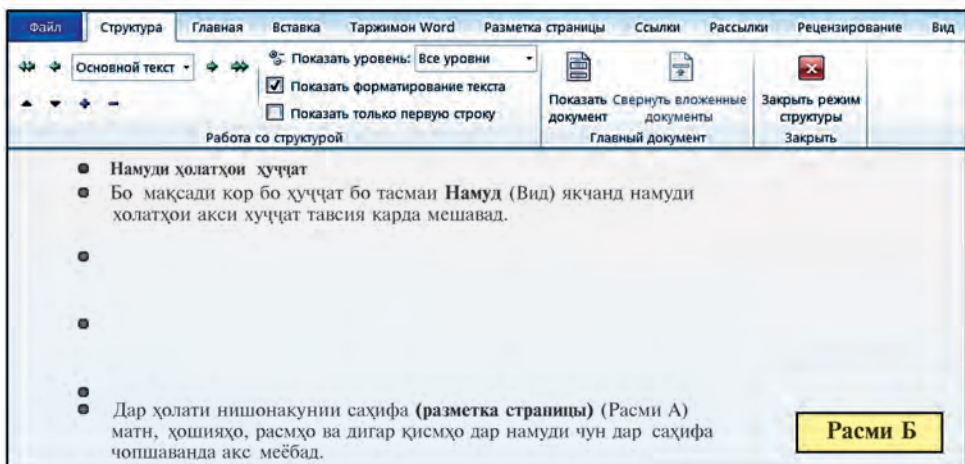 Файл Структура Главная Вставка Таржимон Word Разметка страницы Ссылки Рассылки Рецензирование Вид
Основной текст
Показать уровень: Все уровни
Показать форматирование текста
Показать только первую строку
Работа со структурой
Показать документ
Свернуть вложенные документы
Главный документ
Закрыть режим структуры
Закрыть
Намуди ҳолатҳои ҳуҷҷат
Бо мақсади кор бо ҳуҷҷат бо тасмаи Намуд (Вид) якчанд намуди
холатҳои акси хуҷҷат тавсия карда мешавад.
Дар ҳолати нишонакунии саҳифа (разметка страницы) (Расми А)
матн, ҳошияҳо, расмҳо ва дигар қисмҳо дар намуди чун дар саҳифа
чопшаванда акс меёбад.
Расми Б